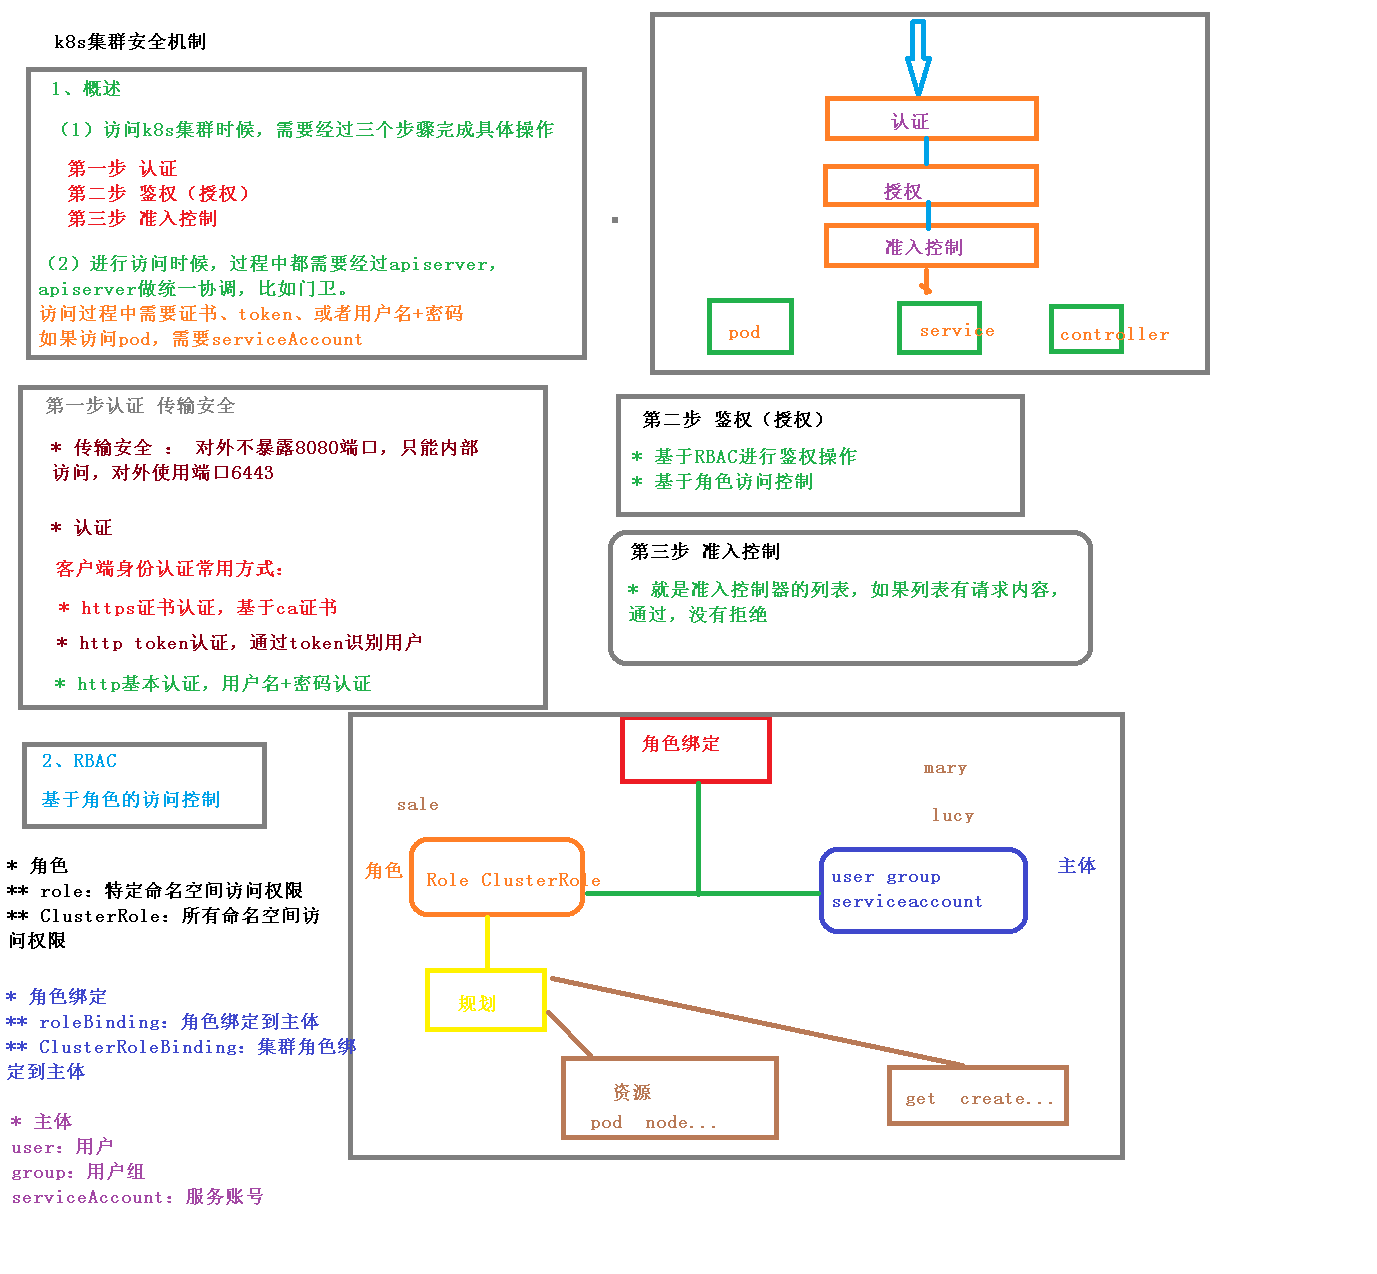 k8s集群安全机制
1、概述
（1）访问k8s集群时候，需要经过三个步骤完成具体操作
第一步 认证
第二步 鉴权（授权）
第三步 准入控制
（2）进行访问时候，过程中都需要经过apiserver，
apiserver做统一协调，比如门卫。
访问过程中需要证书、token、或者用户名+密码
如果访问pod，需要serviceAccount
认证
授权
准入控制
pod
service
controller
第一步认证 传输安全
* 传输安全 ： 对外不暴露8080端口，只能内部
访问，对外使用端口6443
* 认证
客户端身份认证常用方式：
* https证书认证，基于ca证书
* http token认证，通过token识别用户
* http基本认证，用户名+密码认证
第二步 鉴权（授权）
* 基于RBAC进行鉴权操作
* 基于角色访问控制
第三步 准入控制
* 就是准入控制器的列表，如果列表有请求内容，
通过，没有拒绝
2、RBAC
基于角色的访问控制
* 角色
** role：特定命名空间访问权限
** ClusterRole：所有命名空间访
问权限
* 角色绑定
** roleBinding：角色绑定到主体
** ClusterRoleBinding：集群角色绑
定到主体
* 主体
user：用户
group：用户组
serviceAccount：服务账号
角色绑定
mary
sale
lucy
角色
Role ClusterRole
user group
serviceaccount
主体
规划
资源
pod node...
get create...